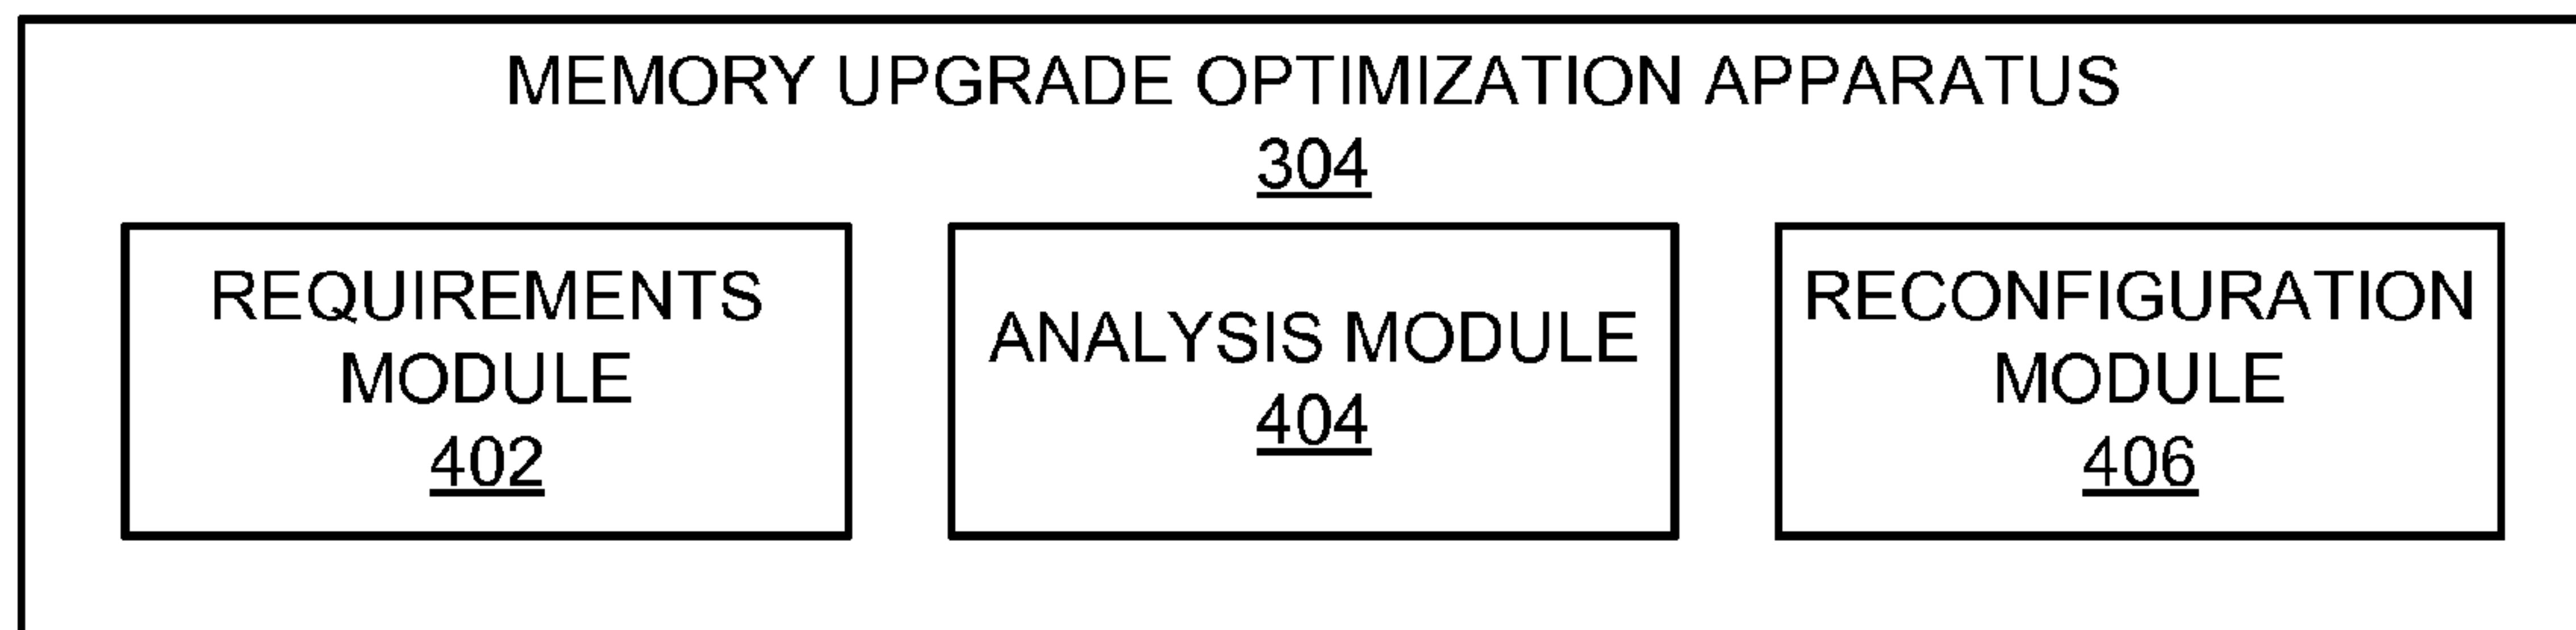 MEMORY UPGRADE OPTIMIZATION APPARATUS
304
REQUIREMENTS
MODULE
402
ANALYSIS MODULE
404
RECONFIGURATION
MODULE
406